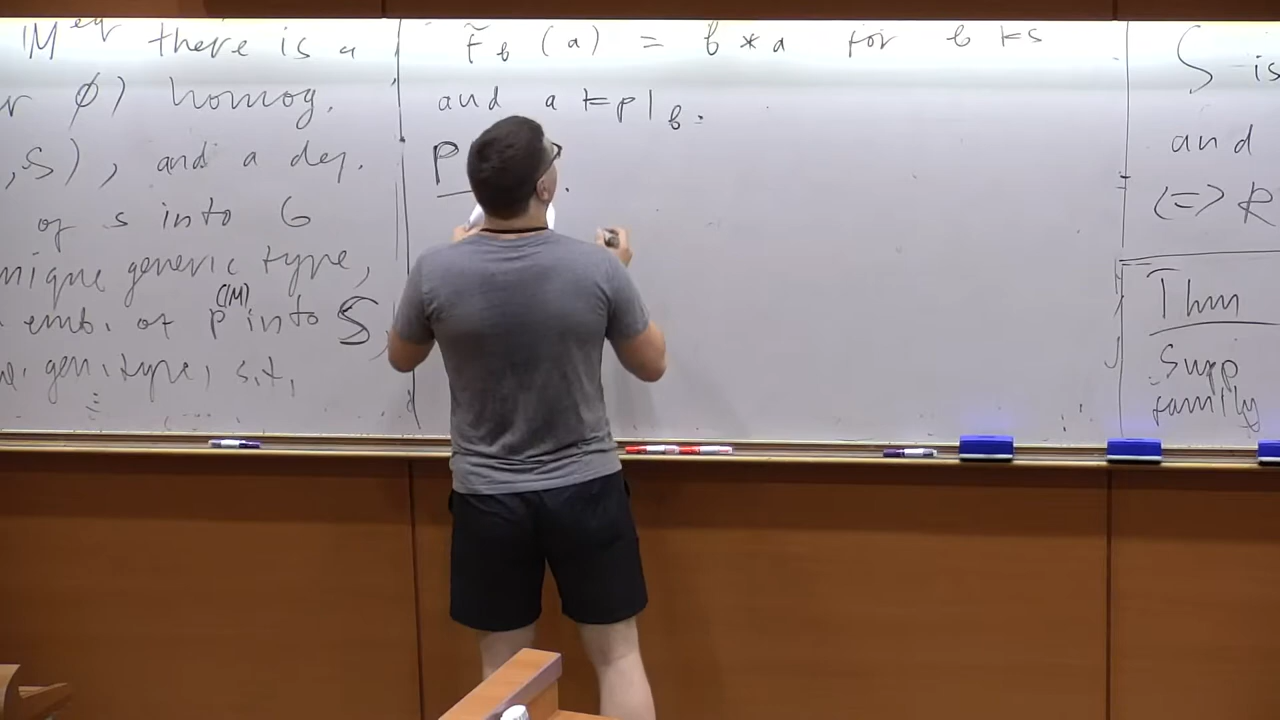 M^eq there is a
φ) homog.
, S), and a def.
of s into G
unique generic type,
emb. of p(M) into S,
gen. type, s.t.
f̃_b (a) = b * a for b ⊨ s
and a ⊨ p|_b.
P
S is
and
(=> R
Thm
Supp
family